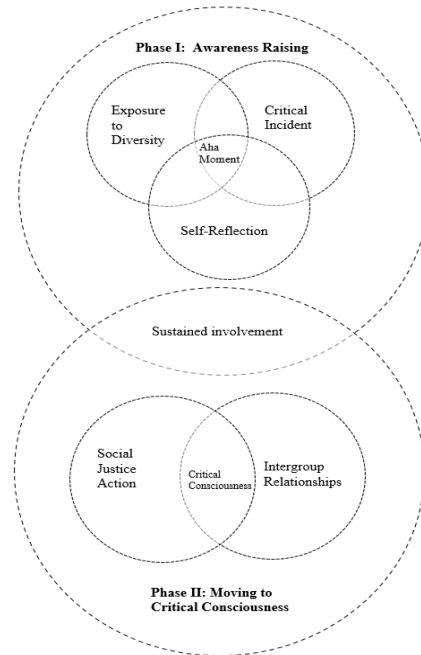 Phase I: Awareness Raising
Exposure
to
Diversity
Critical
Incident
Aha
Moment
Self-Reflection
Sustained involvement
Social
Justice
Action
Critical
Consciousness
Intergroup
Relationships
Phase II: Moving to
Critical Consciousness